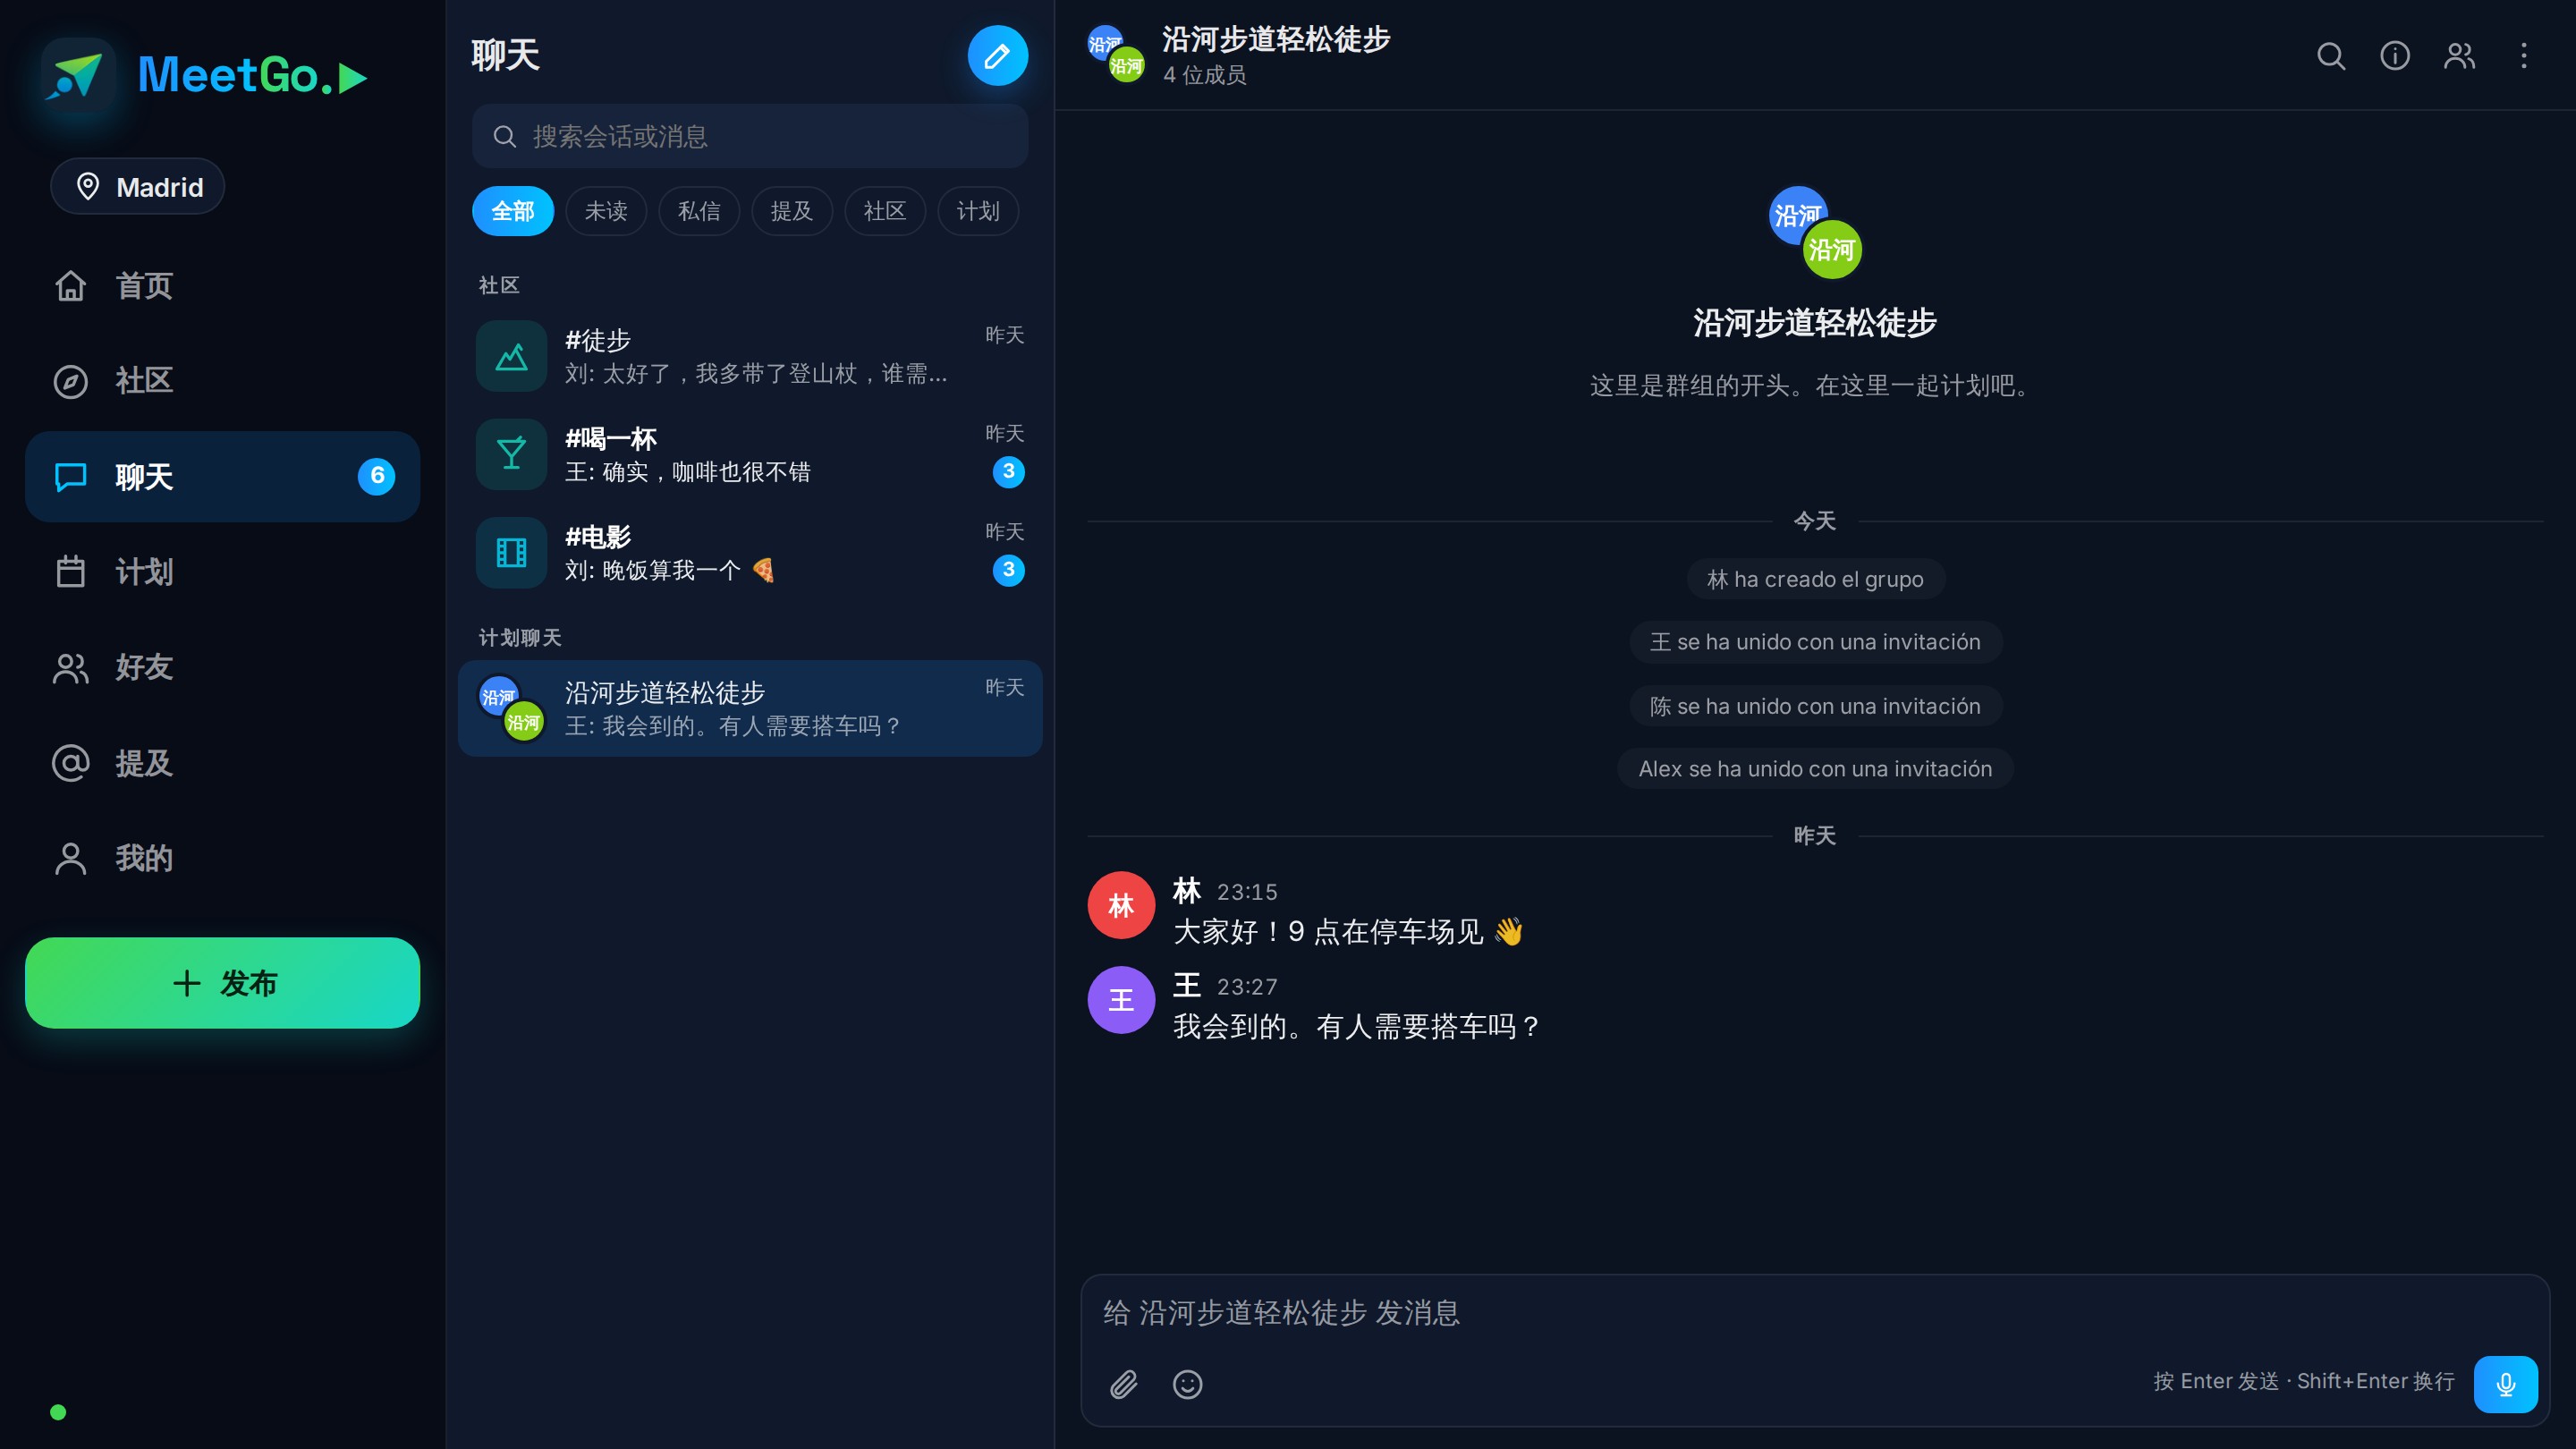 MeetGo.
Madrid
首页
社区
聊天 6
计划
好友
提及
我的
发布
聊天
搜索会话或消息
全部 未读 私信 提及 社区 计划
社区
#徒步 昨天
刘: 太好了，我多带了登山杖，谁需...
#喝一杯 昨天
王: 确实，咖啡也很不错 3
#电影 昨天
刘: 晚饭算我一个 🍕 3
计划聊天
沿河 沿河
沿河步道轻松徒步 昨天
王: 我会到的。有人需要搭车吗？
沿河 沿河
沿河步道轻松徒步
4 位成员
沿河
沿河
沿河步道轻松徒步
这里是群组的开头。在这里一起计划吧。
今天
林 ha creado el grupo
王 se ha unido con una invitación
陈 se ha unido con una invitación
Alex se ha unido con una invitación
昨天
林
林 23:15
大家好！9 点在停车场见 👋
王
王 23:27
我会到的。有人需要搭车吗？
给 沿河步道轻松徒步 发消息
按 Enter 发送 · Shift+Enter 换行